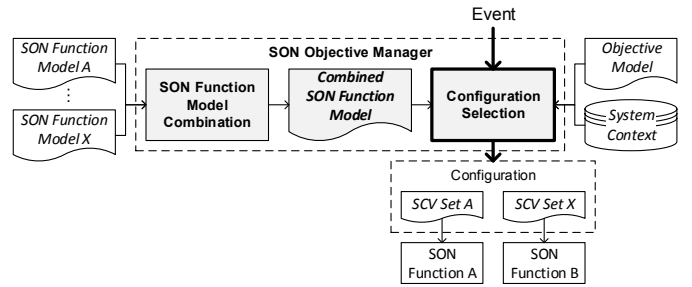 Event
SON Function
Model A
⋮
SON Function
Model X
SON Objective Manager
SON Function
Model
Combination
Combined
SON Function
Model
Configuration
Selection
Objective
Model
System
Context
Configuration
SCV Set A
SCV Set X
SON
Function A
SON
Function B